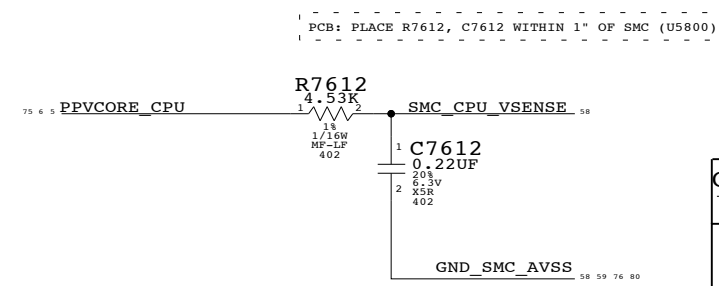 PCB: PLACE R7612, C7612 WITHIN 1" OF SMC (U5800)
R7612
4.53K
75 6 5 PPVCORE_CPU 1 2 SMC_CPU_VSENSE 58
1%
1/16W
MF-LF
402
1 C7612
0.22UF
20%
6.3V
2 X5R
402
GND_SMC_AVSS 58 59 76 80